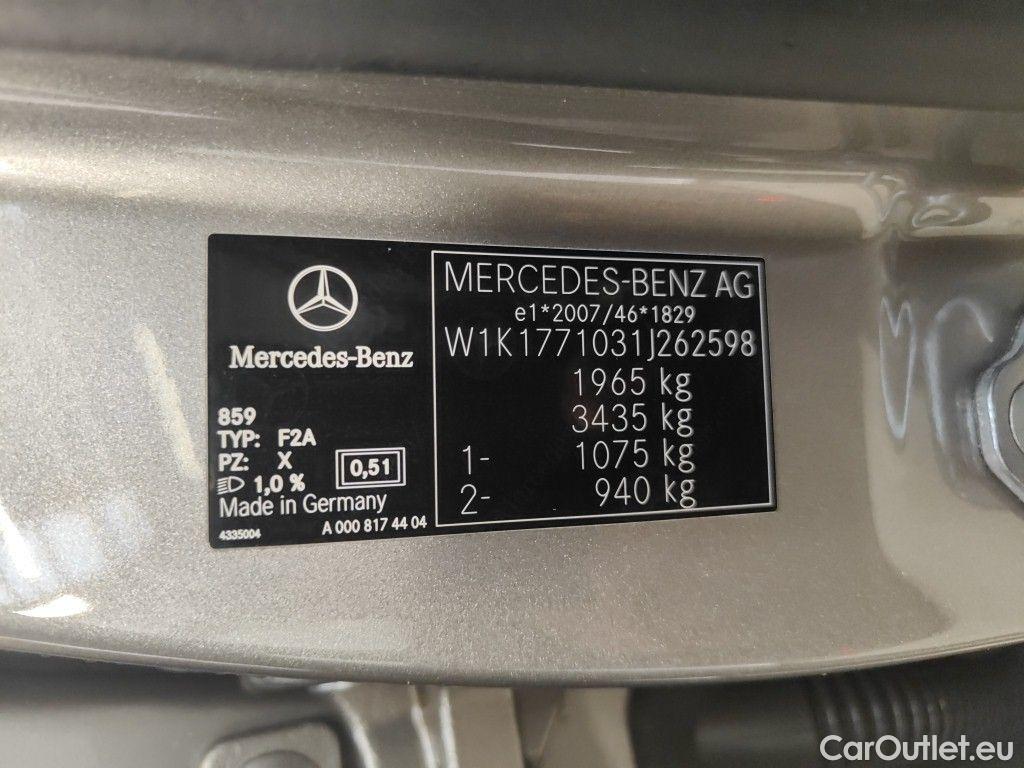 Mercedes-Benz
859
TYP: F2A
PZ: X
1,0 %
0,51
Made in Germany
4335004
A 000 817 44 04
MERCEDES-BENZ AG
e1*2007/46*1829
W1K1771031J262598
1965 kg
3435 kg
1- 1075 kg
2- 940 kg
CarOutlet.eu